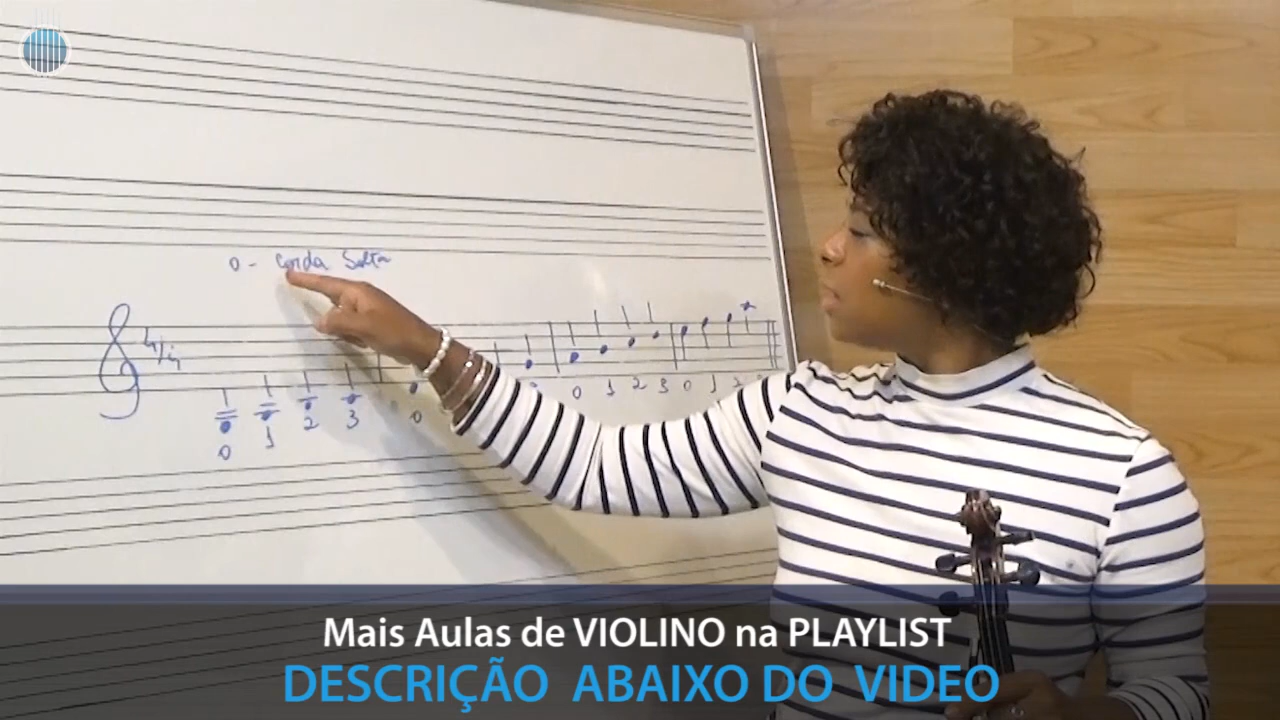 0 - Corda Solta
4/4
0 1 2 3 0 0 1 2 3 0 1 2
Mais Aulas de VIOLINO na PLAYLIST
DESCRIÇÃO ABAIXO DO VIDEO